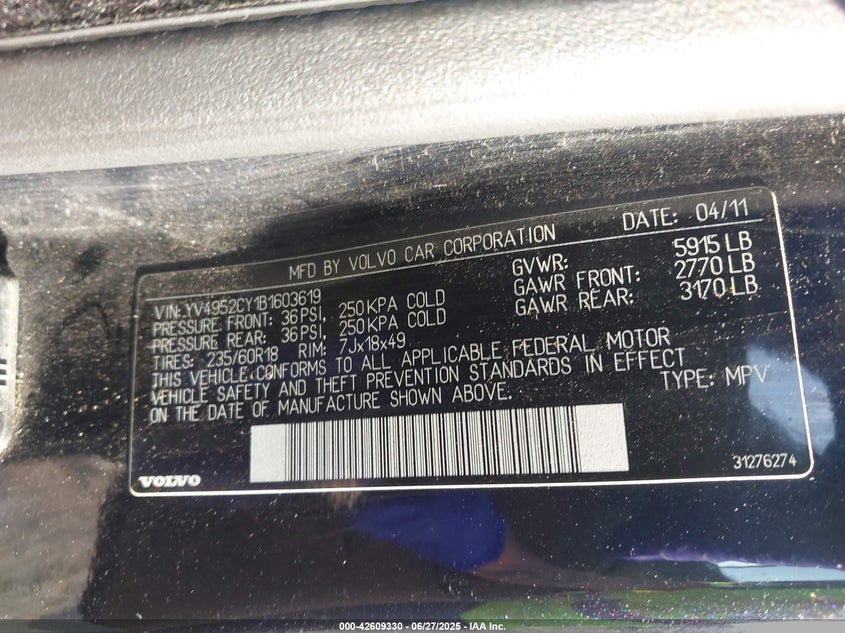 MFD BY VOLVO CAR CORPORATION DATE: 04/11
VIN: YV4952CY1B1603619 GVWR: 5915 LB
PRESSURE FRONT: 36PSI, 250KPA COLD GAWR FRONT: 2770 LB
PRESSURE REAR: 36PSI, 250KPA COLD GAWR REAR: 3170 LB
TIRES: 235/60R18 RIM: 7Jx18x49
THIS VEHICLE CONFORMS TO ALL APPLICABLE FEDERAL MOTOR
VEHICLE SAFETY AND THEFT PREVENTION STANDARDS IN EFFECT
ON THE DATE OF MANUFACTURE SHOWN ABOVE. TYPE: MPV
VOLVO 31276274
000-42609330 - 06/27/2025 - IAA Inc.